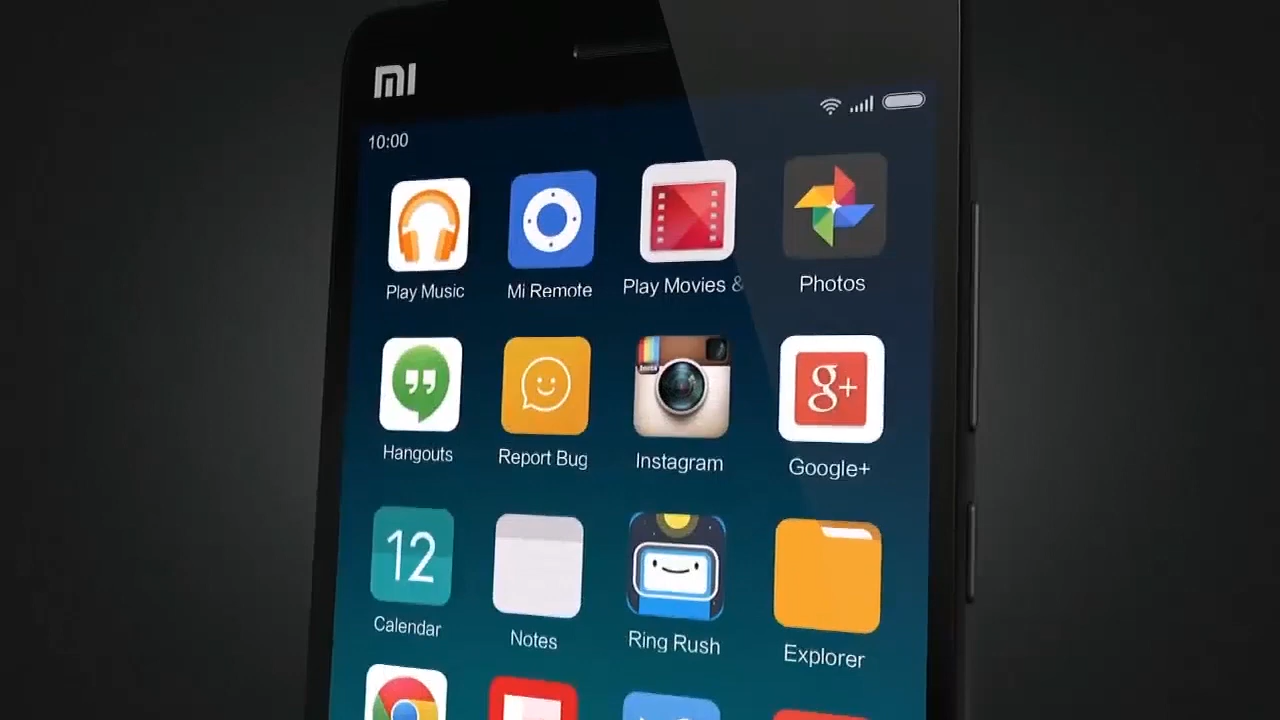 mi
10:00
Play Music
Mi Remote
Play Movies &
Photos
Hangouts
Report Bug
Insta
Instagram
g+
Google+
12
Calendar
Notes
Ring Rush
Explorer